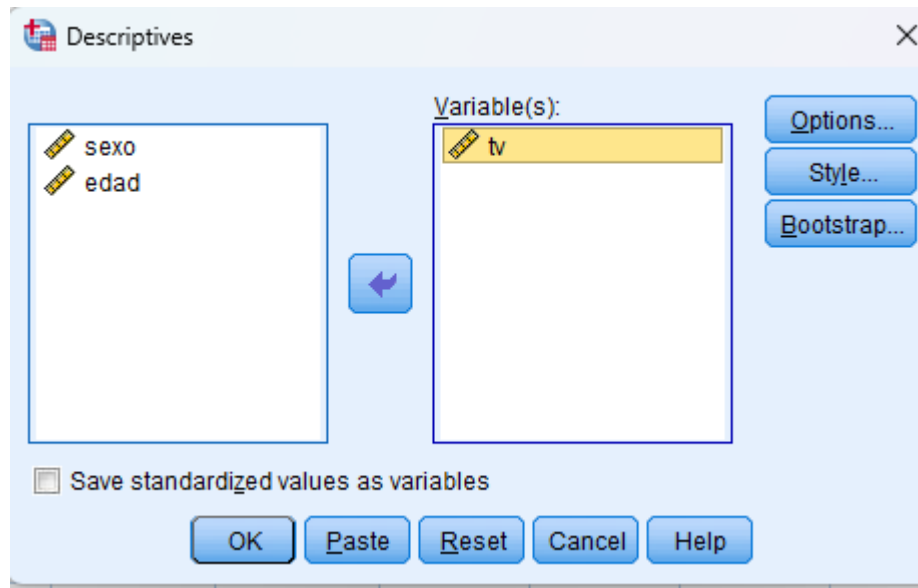 Descriptives
Variable(s):
sexo
edad
tv
Options...
Style...
Bootstrap...
Save standardized values as variables
OK Paste Reset Cancel Help